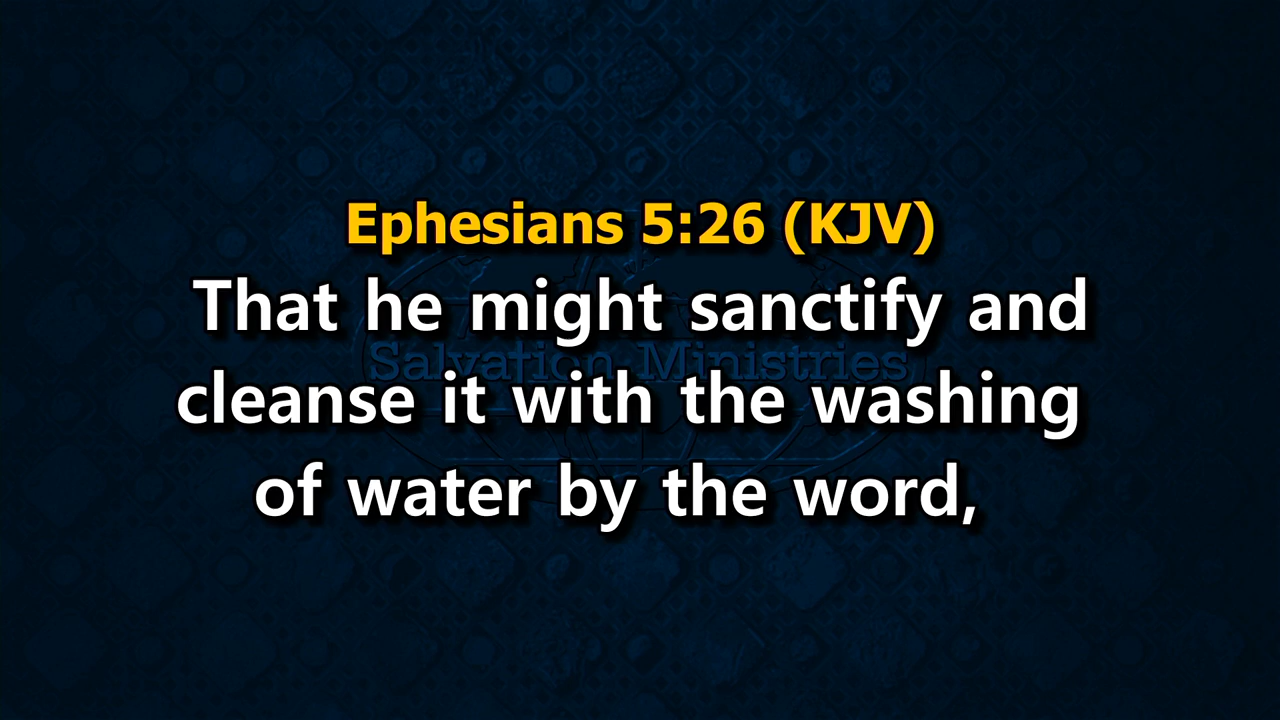 Ephesians 5:26 (KJV)
That he might sanctify and
Salvation Ministries
cleanse it with the washing
of water by the word,